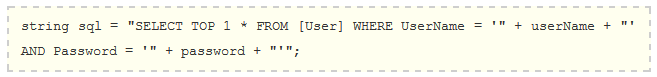 string sql = "SELECT TOP 1 * FROM [User] WHERE UserName = '" + userName + "'
AND Password = '" + password + "'";